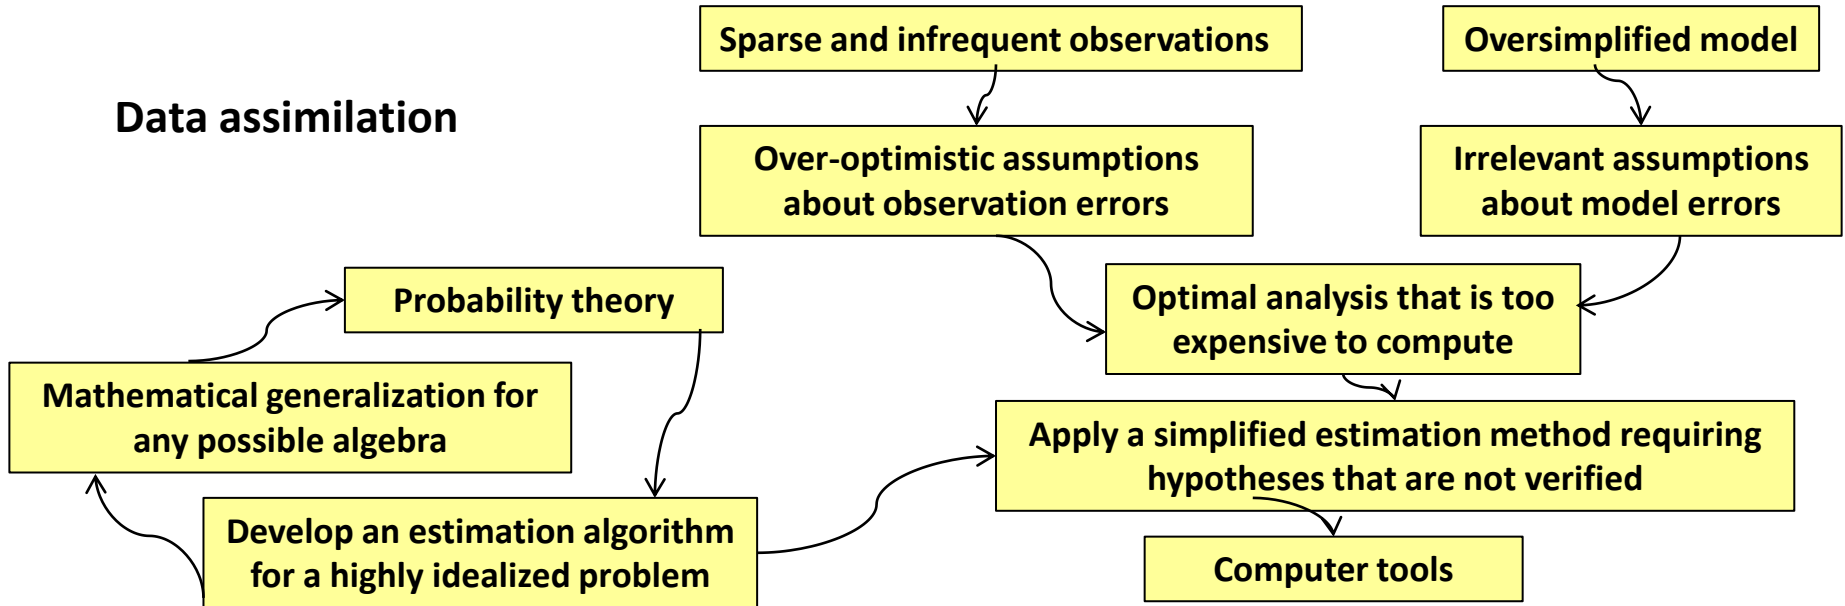 Data assimilation
Sparse and infrequent observations
Oversimplified model
Over-optimistic assumptions
about observation errors
Irrelevant assumptions
about model errors
Probability theory
Optimal analysis that is too
expensive to compute
Mathematical generalization for
any possible algebra
Apply a simplified estimation method requiring
hypotheses that are not verified
Develop an estimation algorithm
for a highly idealized problem
Computer tools